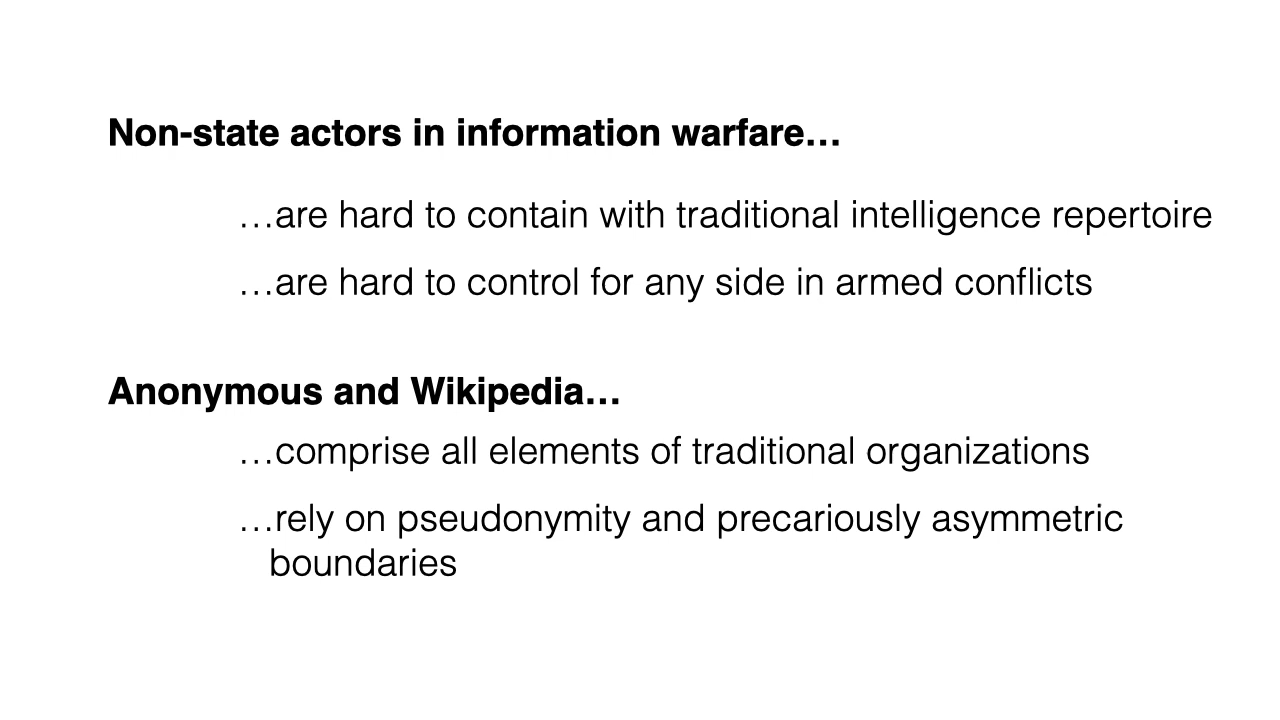 Non-state actors in information warfare…
…are hard to contain with traditional intelligence repertoire
…are hard to control for any side in armed conflicts
Anonymous and Wikipedia…
…comprise all elements of traditional organizations
…rely on pseudonymity and precariously asymmetric
boundaries